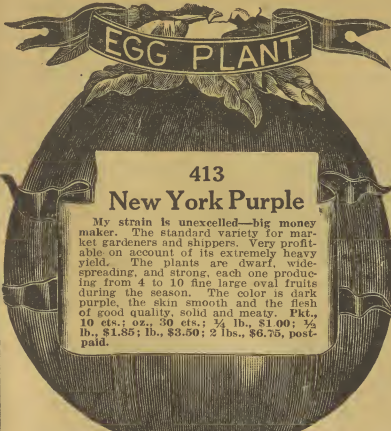 EGG PLANT
413
New York Purple
My strain is unexcelled—big money
maker. The standard variety for mar-
ket gardeners and shippers. Very profit-
able on account of its extremely heavy
yield. The plants are dwarf, wide-
spreading, and strong, each one produc-
ing from 4 to 10 fine large oval fruits
during the season. The color is dark
purple, the skin smooth and the flesh
of good quality, solid and meaty. Pkt.,
10 cts.; oz., 30 cts.; ¼ lb., $1.00; ½
lb., $1.85; lb., $3.50; 2 lbs., $6.75, post-
paid.